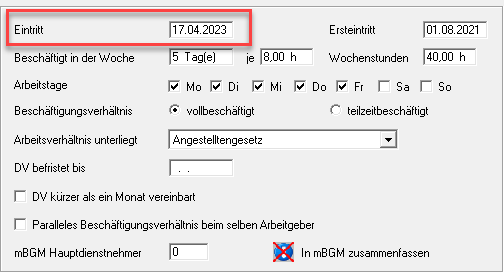 Eintritt 17.04.2023 Ersteintritt 01.08.2021
Beschäftigt in der Woche 5 Tag(e) je 8,00 h Wochenstunden 40,00 h
Arbeitstage Mo Di Mi Do Fr Sa So
Beschäftigungsverhältnis vollbeschäftigt teilzeitbeschäftigt
Arbeitsverhältnis unterliegt Angestelltengesetz
DV befristet bis . .
DV kürzer als ein Monat vereinbart
Paralleles Beschäftigungsverhältnis beim selben Arbeitgeber
mBGM Hauptdienstnehmer 0 In mBGM zusammenfassen